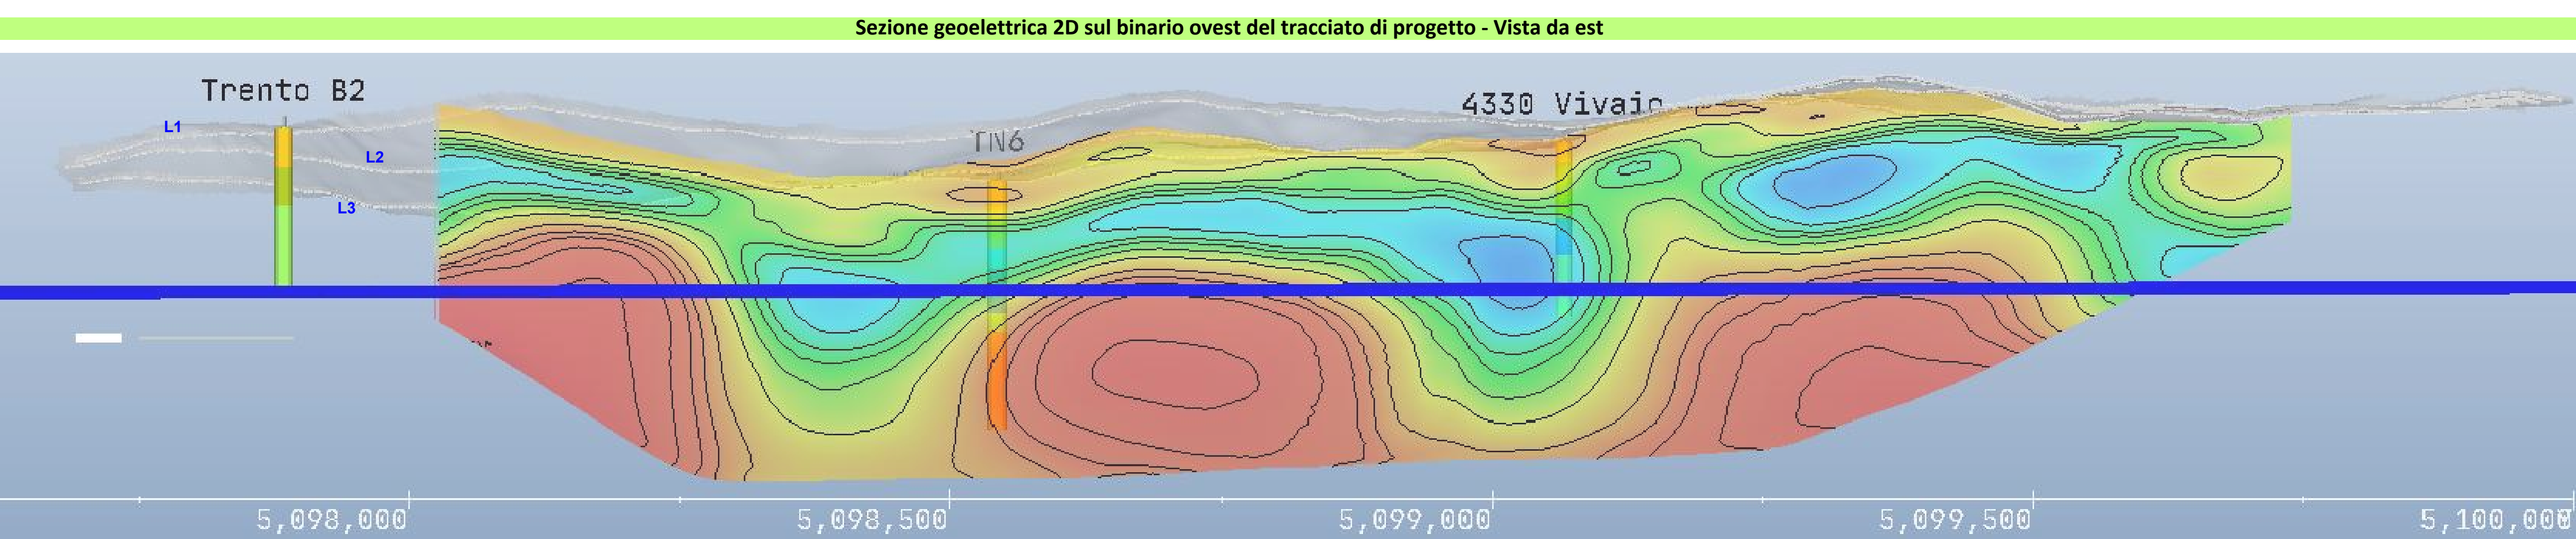 Sezione geoelettrica 2D sul binario ovest del tracciato di progetto - Vista da est
Trento B2
4330 Vivaio
L1
TN6
L2
L3
5,098,000
5,098,500
5,099,000
5,099,500
5,100,000